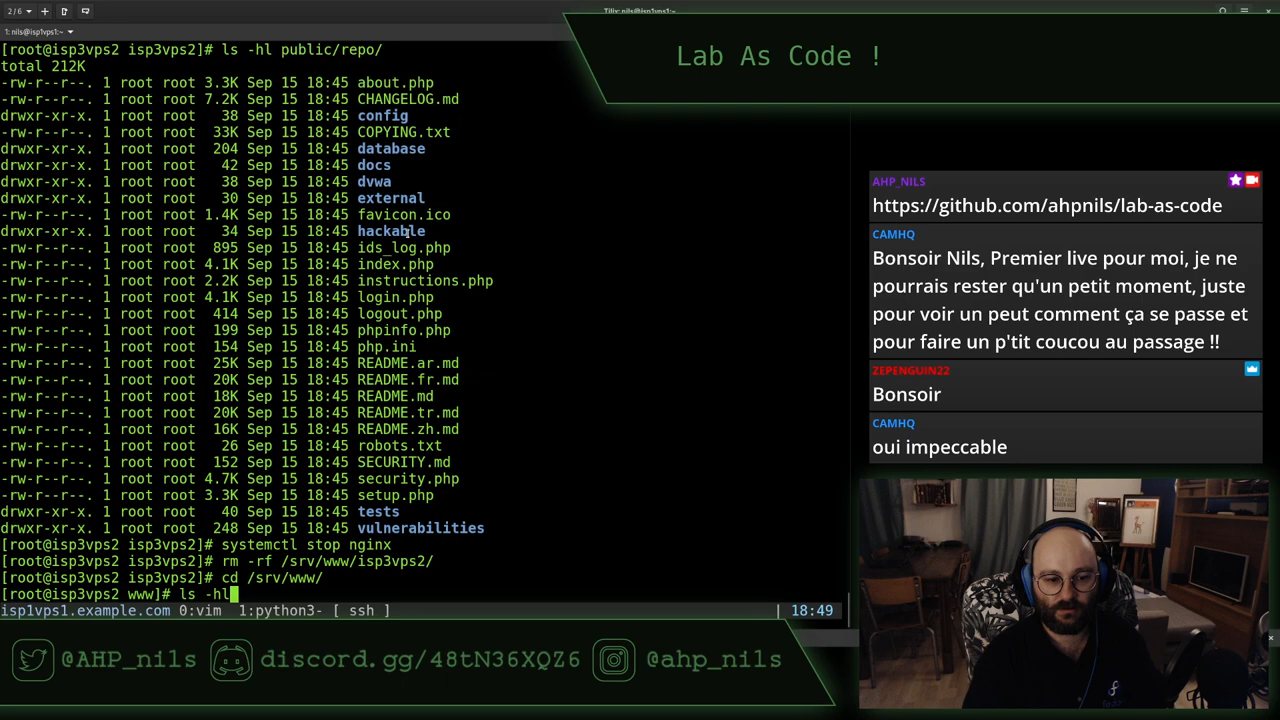 2/6
Tilix: nils@isp1vps1:~
1: nils@isp1vps1:~
[root@isp3vps2 isp3vps2]# ls -hl public/repo/
total 212K
-rw-r--r--. 1 root root 3.3K Sep 15 18:45 about.php
-rw-r--r--. 1 root root 7.2K Sep 15 18:45 CHANGELOG.md
drwxr-xr-x. 1 root root 38 Sep 15 18:45 config
-rw-r--r--. 1 root root 33K Sep 15 18:45 COPYING.txt
drwxr-xr-x. 1 root root 204 Sep 15 18:45 database
drwxr-xr-x. 1 root root 42 Sep 15 18:45 docs
drwxr-xr-x. 1 root root 38 Sep 15 18:45 dvwa
drwxr-xr-x. 1 root root 30 Sep 15 18:45 external
-rw-r--r--. 1 root root 1.4K Sep 15 18:45 favicon.ico
drwxr-xr-x. 1 root root 34 Sep 15 18:45 hackable
-rw-r--r--. 1 root root 895 Sep 15 18:45 ids_log.php
-rw-r--r--. 1 root root 4.1K Sep 15 18:45 index.php
-rw-r--r--. 1 root root 2.2K Sep 15 18:45 instructions.php
-rw-r--r--. 1 root root 4.1K Sep 15 18:45 login.php
-rw-r--r--. 1 root root 414 Sep 15 18:45 logout.php
-rw-r--r--. 1 root root 199 Sep 15 18:45 phpinfo.php
-rw-r--r--. 1 root root 154 Sep 15 18:45 php.ini
-rw-r--r--. 1 root root 25K Sep 15 18:45 README.ar.md
-rw-r--r--. 1 root root 20K Sep 15 18:45 README.fr.md
-rw-r--r--. 1 root root 18K Sep 15 18:45 README.md
-rw-r--r--. 1 root root 20K Sep 15 18:45 README.tr.md
-rw-r--r--. 1 root root 16K Sep 15 18:45 README.zh.md
-rw-r--r--. 1 root root 26 Sep 15 18:45 robots.txt
-rw-r--r--. 1 root root 152 Sep 15 18:45 SECURITY.md
-rw-r--r--. 1 root root 4.7K Sep 15 18:45 security.php
-rw-r--r--. 1 root root 3.3K Sep 15 18:45 setup.php
drwxr-xr-x. 1 root root 40 Sep 15 18:45 tests
drwxr-xr-x. 1 root root 248 Sep 15 18:45 vulnerabilities
[root@isp3vps2 isp3vps2]# systemctl stop nginx
[root@isp3vps2 isp3vps2]# rm -rf /srv/www/isp3vps2/
[root@isp3vps2 isp3vps2]# cd /srv/www/
[root@isp3vps2 www]# ls -hl
isp1vps1.example.com 0:vim 1:python3- [ ssh ] | 18:49
Lab As Code !
AHP_NILS
https://github.com/ahpnils/lab-as-code
CAMHQ
Bonsoir Nils, Premier live pour moi, je ne
pourrais rester qu'un petit moment, juste
pour voir un peut comment ça se passe et
pour faire un p'tit coucou au passage !!
ZEPENGUIN22
Bonsoir
CAMHQ
oui impeccable
@AHP_nils discord.gg/48tN36XQZ6 @ahp_nils